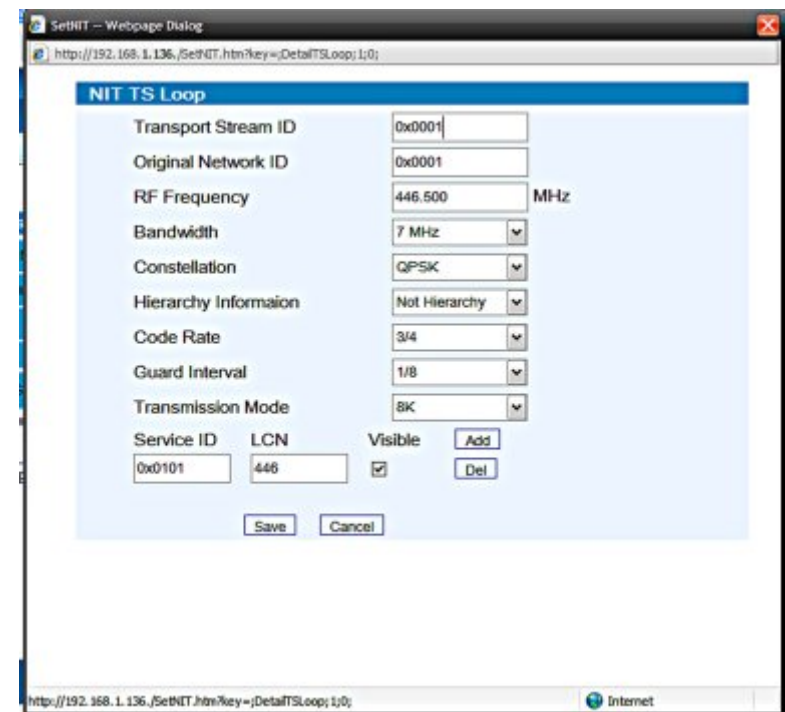 SetNIT -- Webpage Dialog
http://192.168.1.136./SetNIT.htm?key=;DetailTSLoop;1;0;
NIT TS Loop
Transport Stream ID 0x0001
Original Network ID 0x0001
RF Frequency 446.500 MHz
Bandwidth 7 MHz
Constellation QPSK
Hierarchy Informaion Not Hierarchy
Code Rate 3/4
Guard Interval 1/8
Transmission Mode 8K
Service ID LCN Visible Add
0x0101 446 Del
Save Cancel
http://192.168.1.136./SetNIT.htm?key=;DetailTSLoop;1;0; Internet